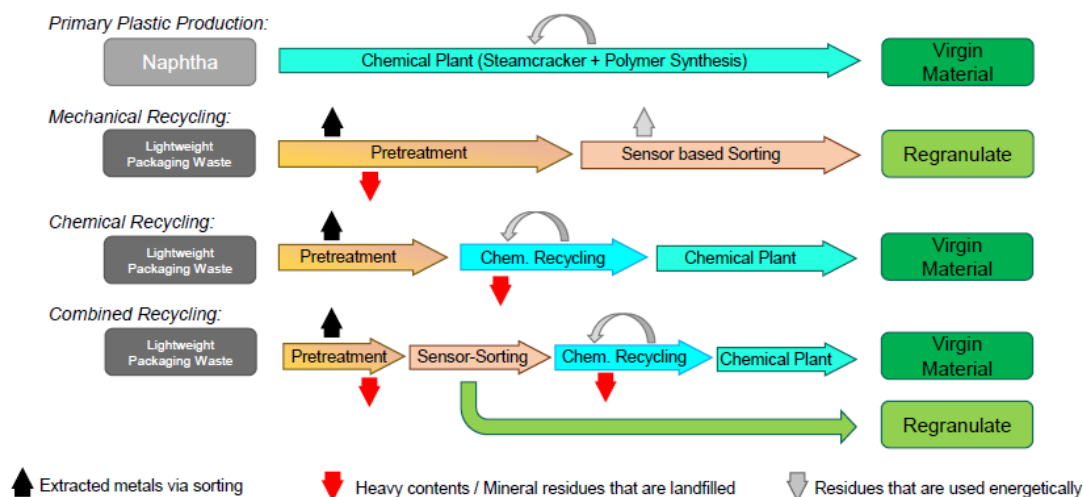 Primary Plastic Production:
Naphtha
Chemical Plant (Steamcracker + Polymer Synthesis)
Virgin
Material
Mechanical Recycling:
Lightweight
Packaging Waste
Pretreatment
Sensor based Sorting
Regranulate
Chemical Recycling:
Lightweight
Packaging Waste
Pretreatment
Chem. Recycling
Chemical Plant
Virgin
Material
Combined Recycling:
Lightweight
Packaging Waste
Pretreatment
Sensor-Sorting
Chem. Recycling
Chemical Plant
Virgin
Material
Regranulate
Extracted metals via sorting
Heavy contents / Mineral residues that are landfilled
Residues that are used energetically